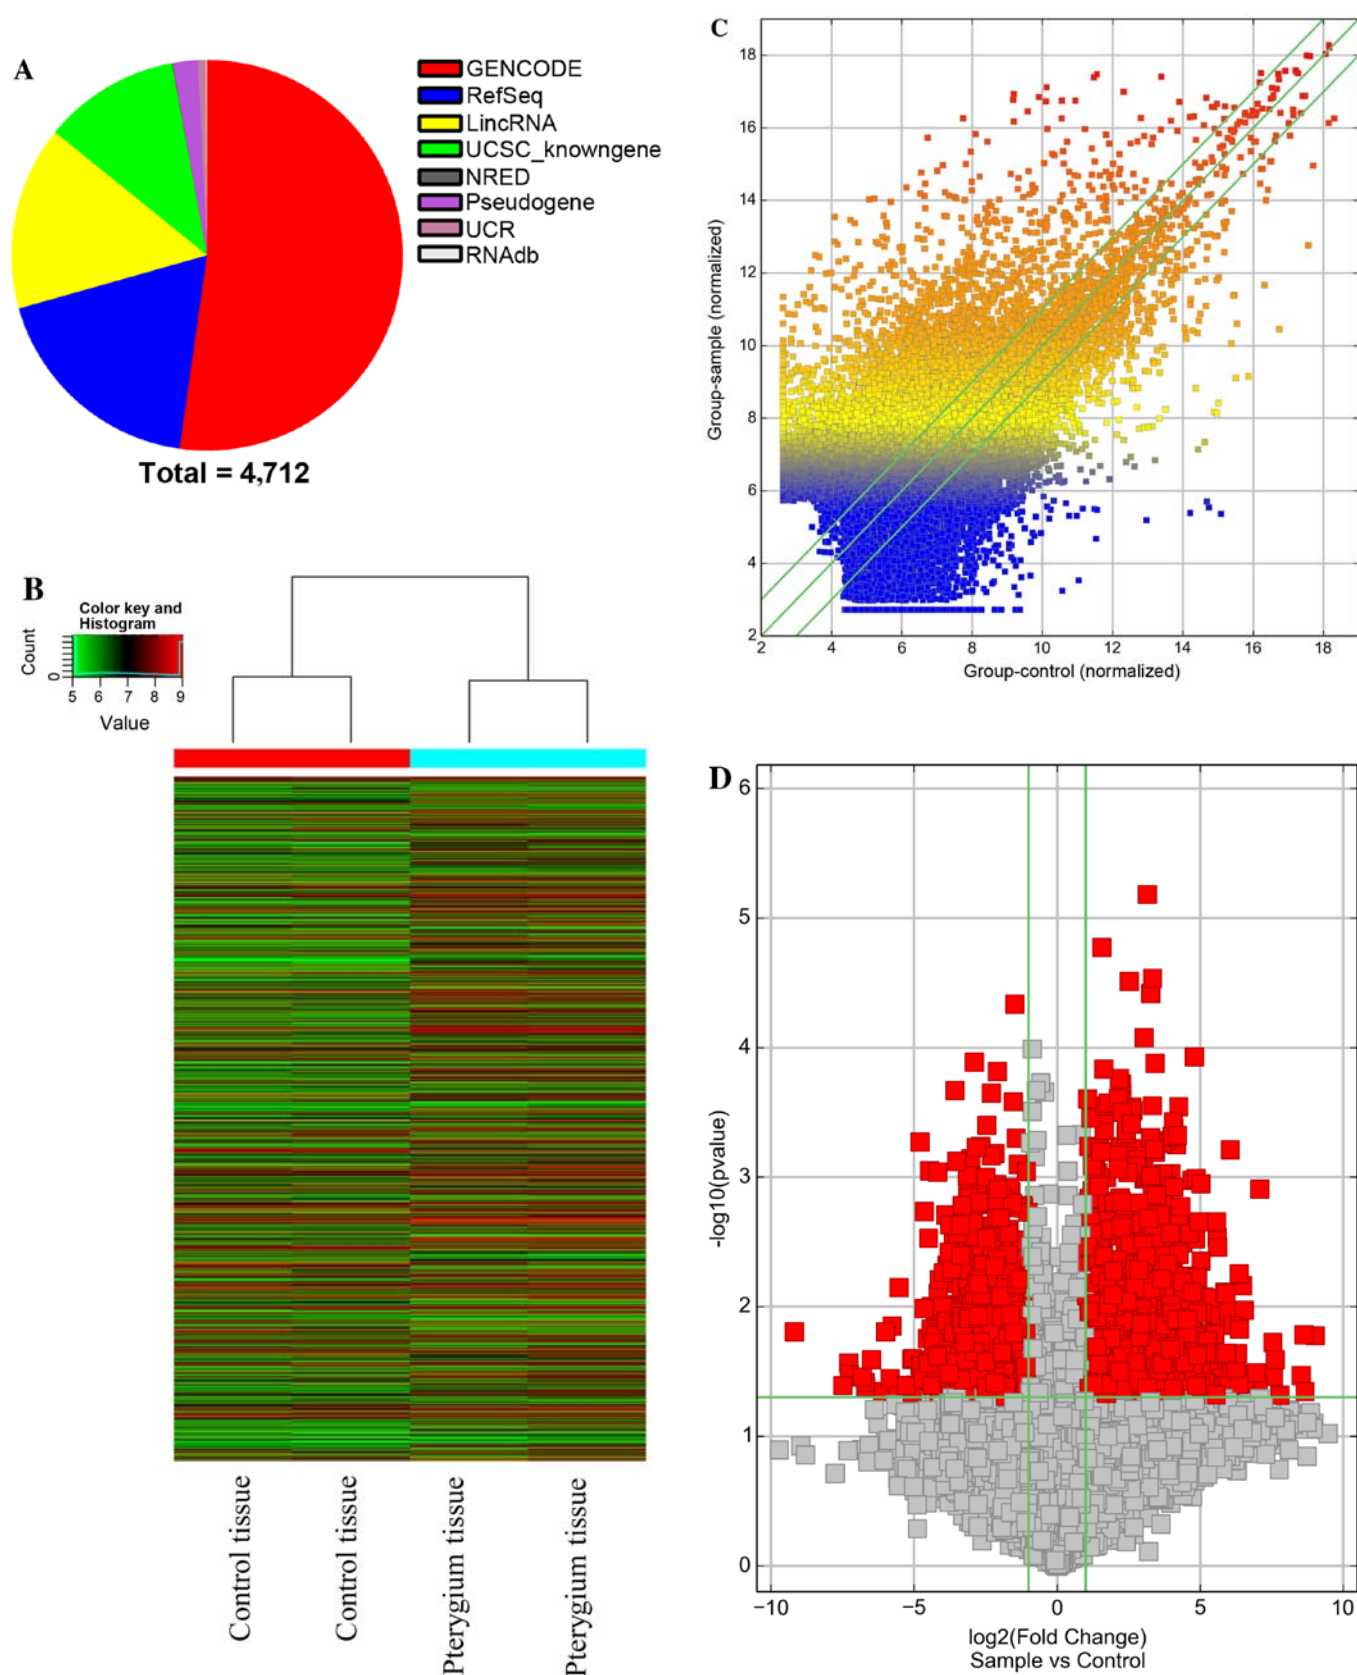 A
GENCODE
RefSeq
LincRNA
UCSC_knowngene
NRED
Pseudogene
UCR
RNAdb
Total = 4,712
B
Color key and
Histogram
Count
0
5 6 7 8 9
Value
Control tissue
Control tissue
Pterygium tissue
Pterygium tissue
C
Group-sample (normalized)
18
16
14
12
10
8
6
4
2
2 4 6 8 10 12 14 16 18
Group-control (normalized)
D
-log10(pvalue)
6
5
4
3
2
1
0
−10 −5 0 5 10
log2(Fold Change)
Sample vs Control